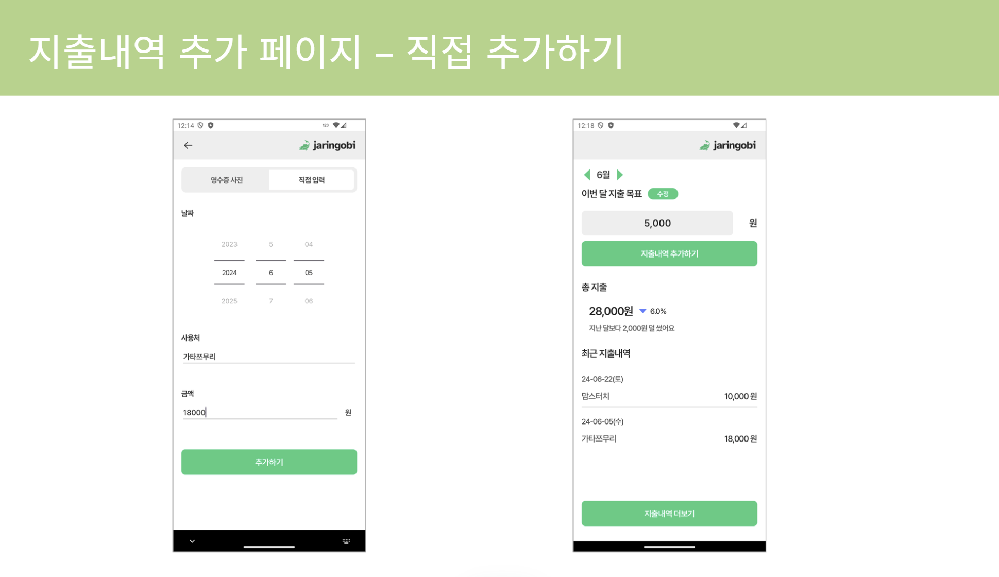 지출내역 추가 페이지 – 직접 추가하기
12:14
123
jaringobi
영수증 사진 직접 입력
날짜
2023 5 04
2024 6 05
2025 7 06
사용처
가타쯔무리
금액
18000 원
추가하기
12:18
jaringobi
6월
이번 달 지출 목표 수정
5,000 원
지출내역 추가하기
총 지출
28,000원 6.0%
지난 달보다 2,000원 덜 썼어요
최근 지출내역
24-06-22(토)
맘스터치 10,000 원
24-06-05(수)
가타쯔무리 18,000 원
지출내역 더보기